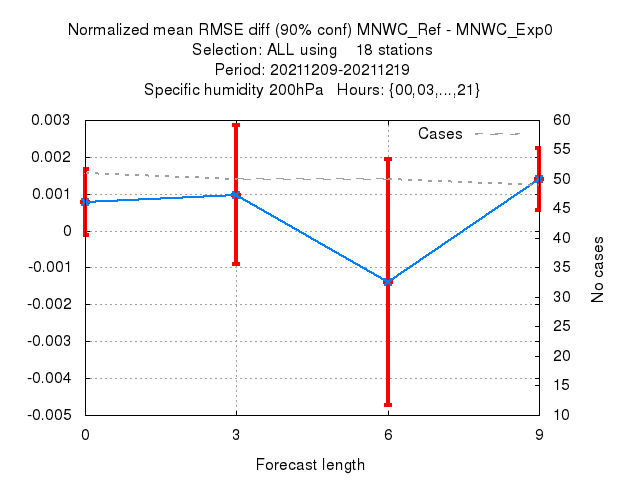 Normalized mean RMSE diff (90% conf) MNWC_Ref - MNWC_Exp0
Selection: ALL using    18 stations
Period: 20211209-20211219
Specific humidity 200hPa   Hours: {00,03,...,21}
Cases
0.003
0.002
0.001
0
-0.001
-0.002
-0.003
-0.004
-0.005
60
55
50
45
40
35
30
25
20
15
10
No cases
0 3 6 9
Forecast length